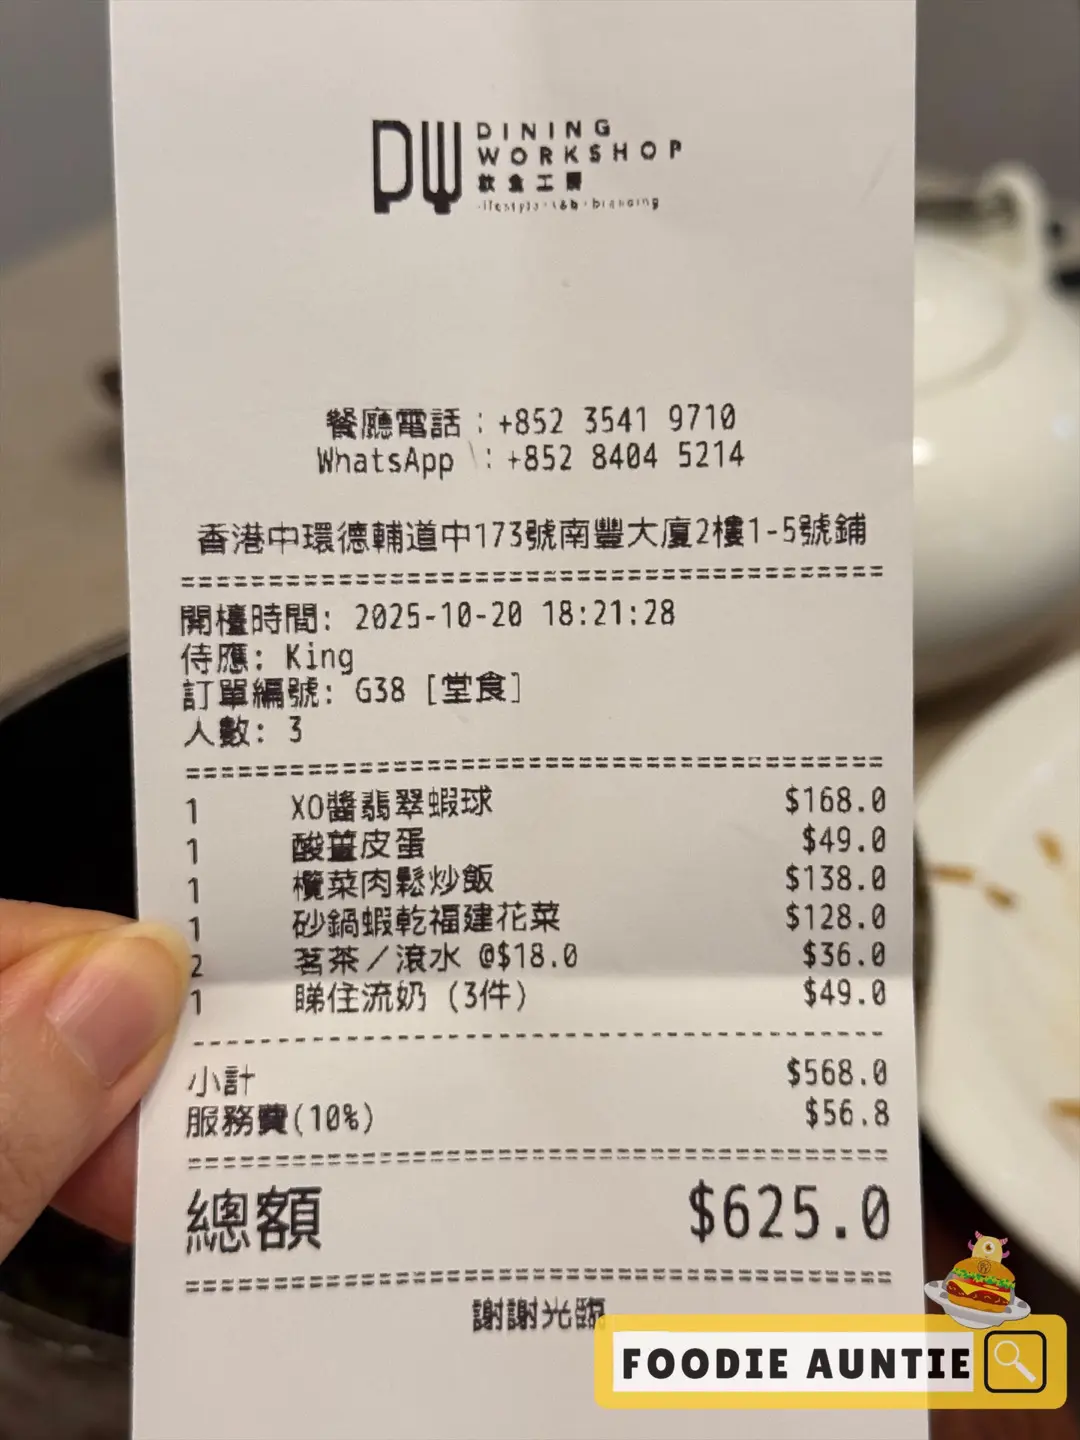 DW DINING
WORKSHOP
飲食工房
餐廳電話：+852 3541 9710
WhatsApp ：+852 8404 5214
香港中環德輔道中173號南豐大廈2樓1-5號鋪
開檯時間: 2025-10-20 18:21:28
侍應: King
訂單編號: G38 [堂食]
人數: 3
1 XO醬翡翠蝦球 $168.0
1 酸薑皮蛋 $49.0
1 欖菜肉鬆炒飯 $138.0
1 砂鍋蝦乾福建花菜 $128.0
2 茗茶／滾水 @$18.0 $36.0
1 睇住流奶 (3件) $49.0
小計 $568.0
服務費(10%) $56.8
總額 $625.0
謝謝光臨
FOODIE AUNTIE